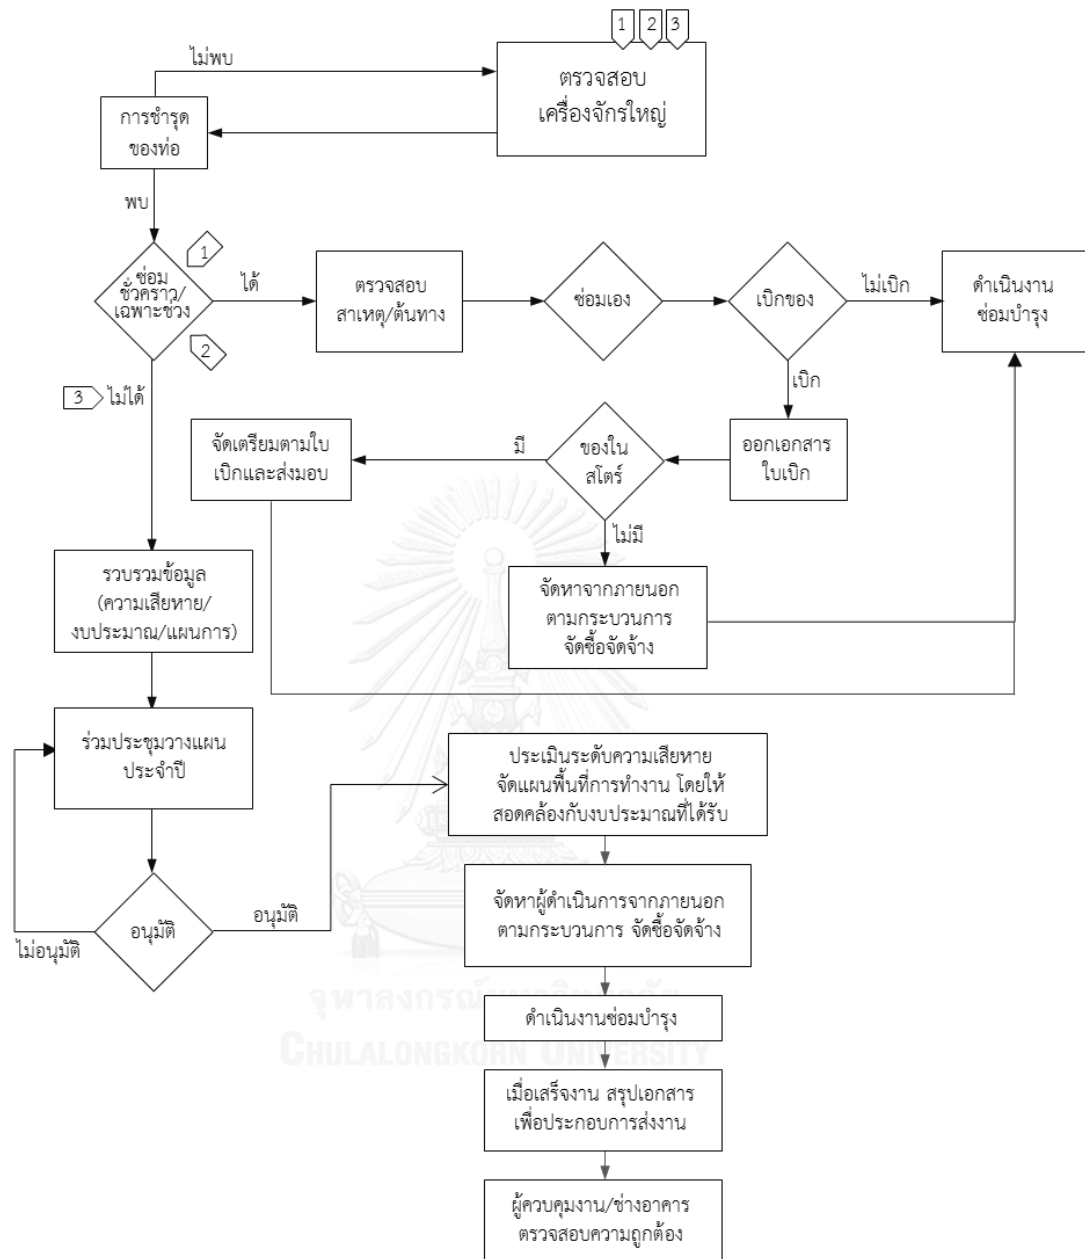 1 2 3
ไม่พบ
ตรวจสอบ
เครื่องจักรใหญ่
การชำรุด
ของท่อ
พบ
1
ซ่อม
ชั่วคราว/
เฉพาะช่วง
ได้
2
ตรวจสอบ
สาเหตุ/ต้นทาง
ซ่อมเอง
เบิกของ
ไม่เบิก
ดำเนินงาน
ซ่อมบำรุง
3 ไม่ได้
เบิก
จัดเตรียมตามใบ
เบิกและส่งมอบ
มี
ของใน
สโตร์
ออกเอกสาร
ใบเบิก
ไม่มี
รวบรวมข้อมูล
(ความเสียหาย/
งบประมาณ/แผนการ)
จัดหาจากภายนอก
ตามกระบวนการ
จัดซื้อจัดจ้าง
ร่วมประชุมวางแผน
ประจำปี
ประเมินระดับความเสียหาย
จัดแผนพื้นที่การทำงาน โดยให้
สอดคล้องกับงบประมาณที่ได้รับ
อนุมัติ
ไม่อนุมัติ
อนุมัติ
จัดหาผู้ดำเนินการจากภายนอก
ตามกระบวนการ จัดซื้อจัดจ้าง
จุฬาลงกรณ์มหาวิทยาลัย
ดำเนินงานซ่อมบำรุง
CHULALONGKORN UNIVERSITY
เมื่อเสร็จงาน สรุปเอกสาร
เพื่อประกอบการส่งงาน
ผู้ควบคุมงาน/ช่างอาคาร
ตรวจสอบความถูกต้อง